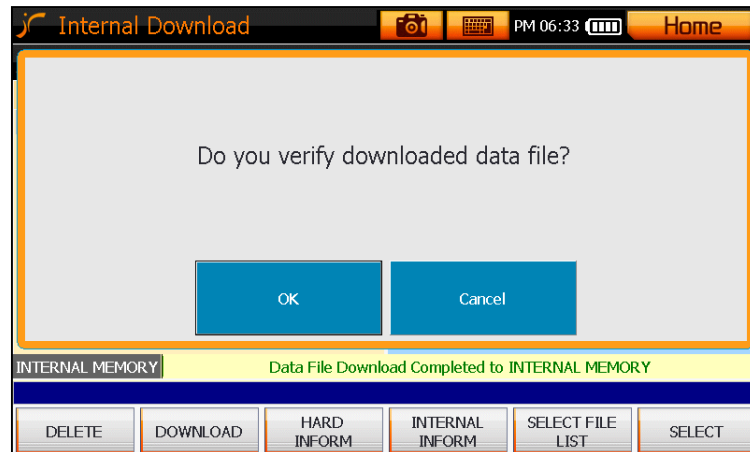 Internal Download PM 06:33 Home
Do you verify downloaded data file?
OK Cancel
INTERNAL MEMORY Data File Download Completed to INTERNAL MEMORY
DELETE DOWNLOAD HARD INFORM INTERNAL INFORM SELECT FILE LIST SELECT